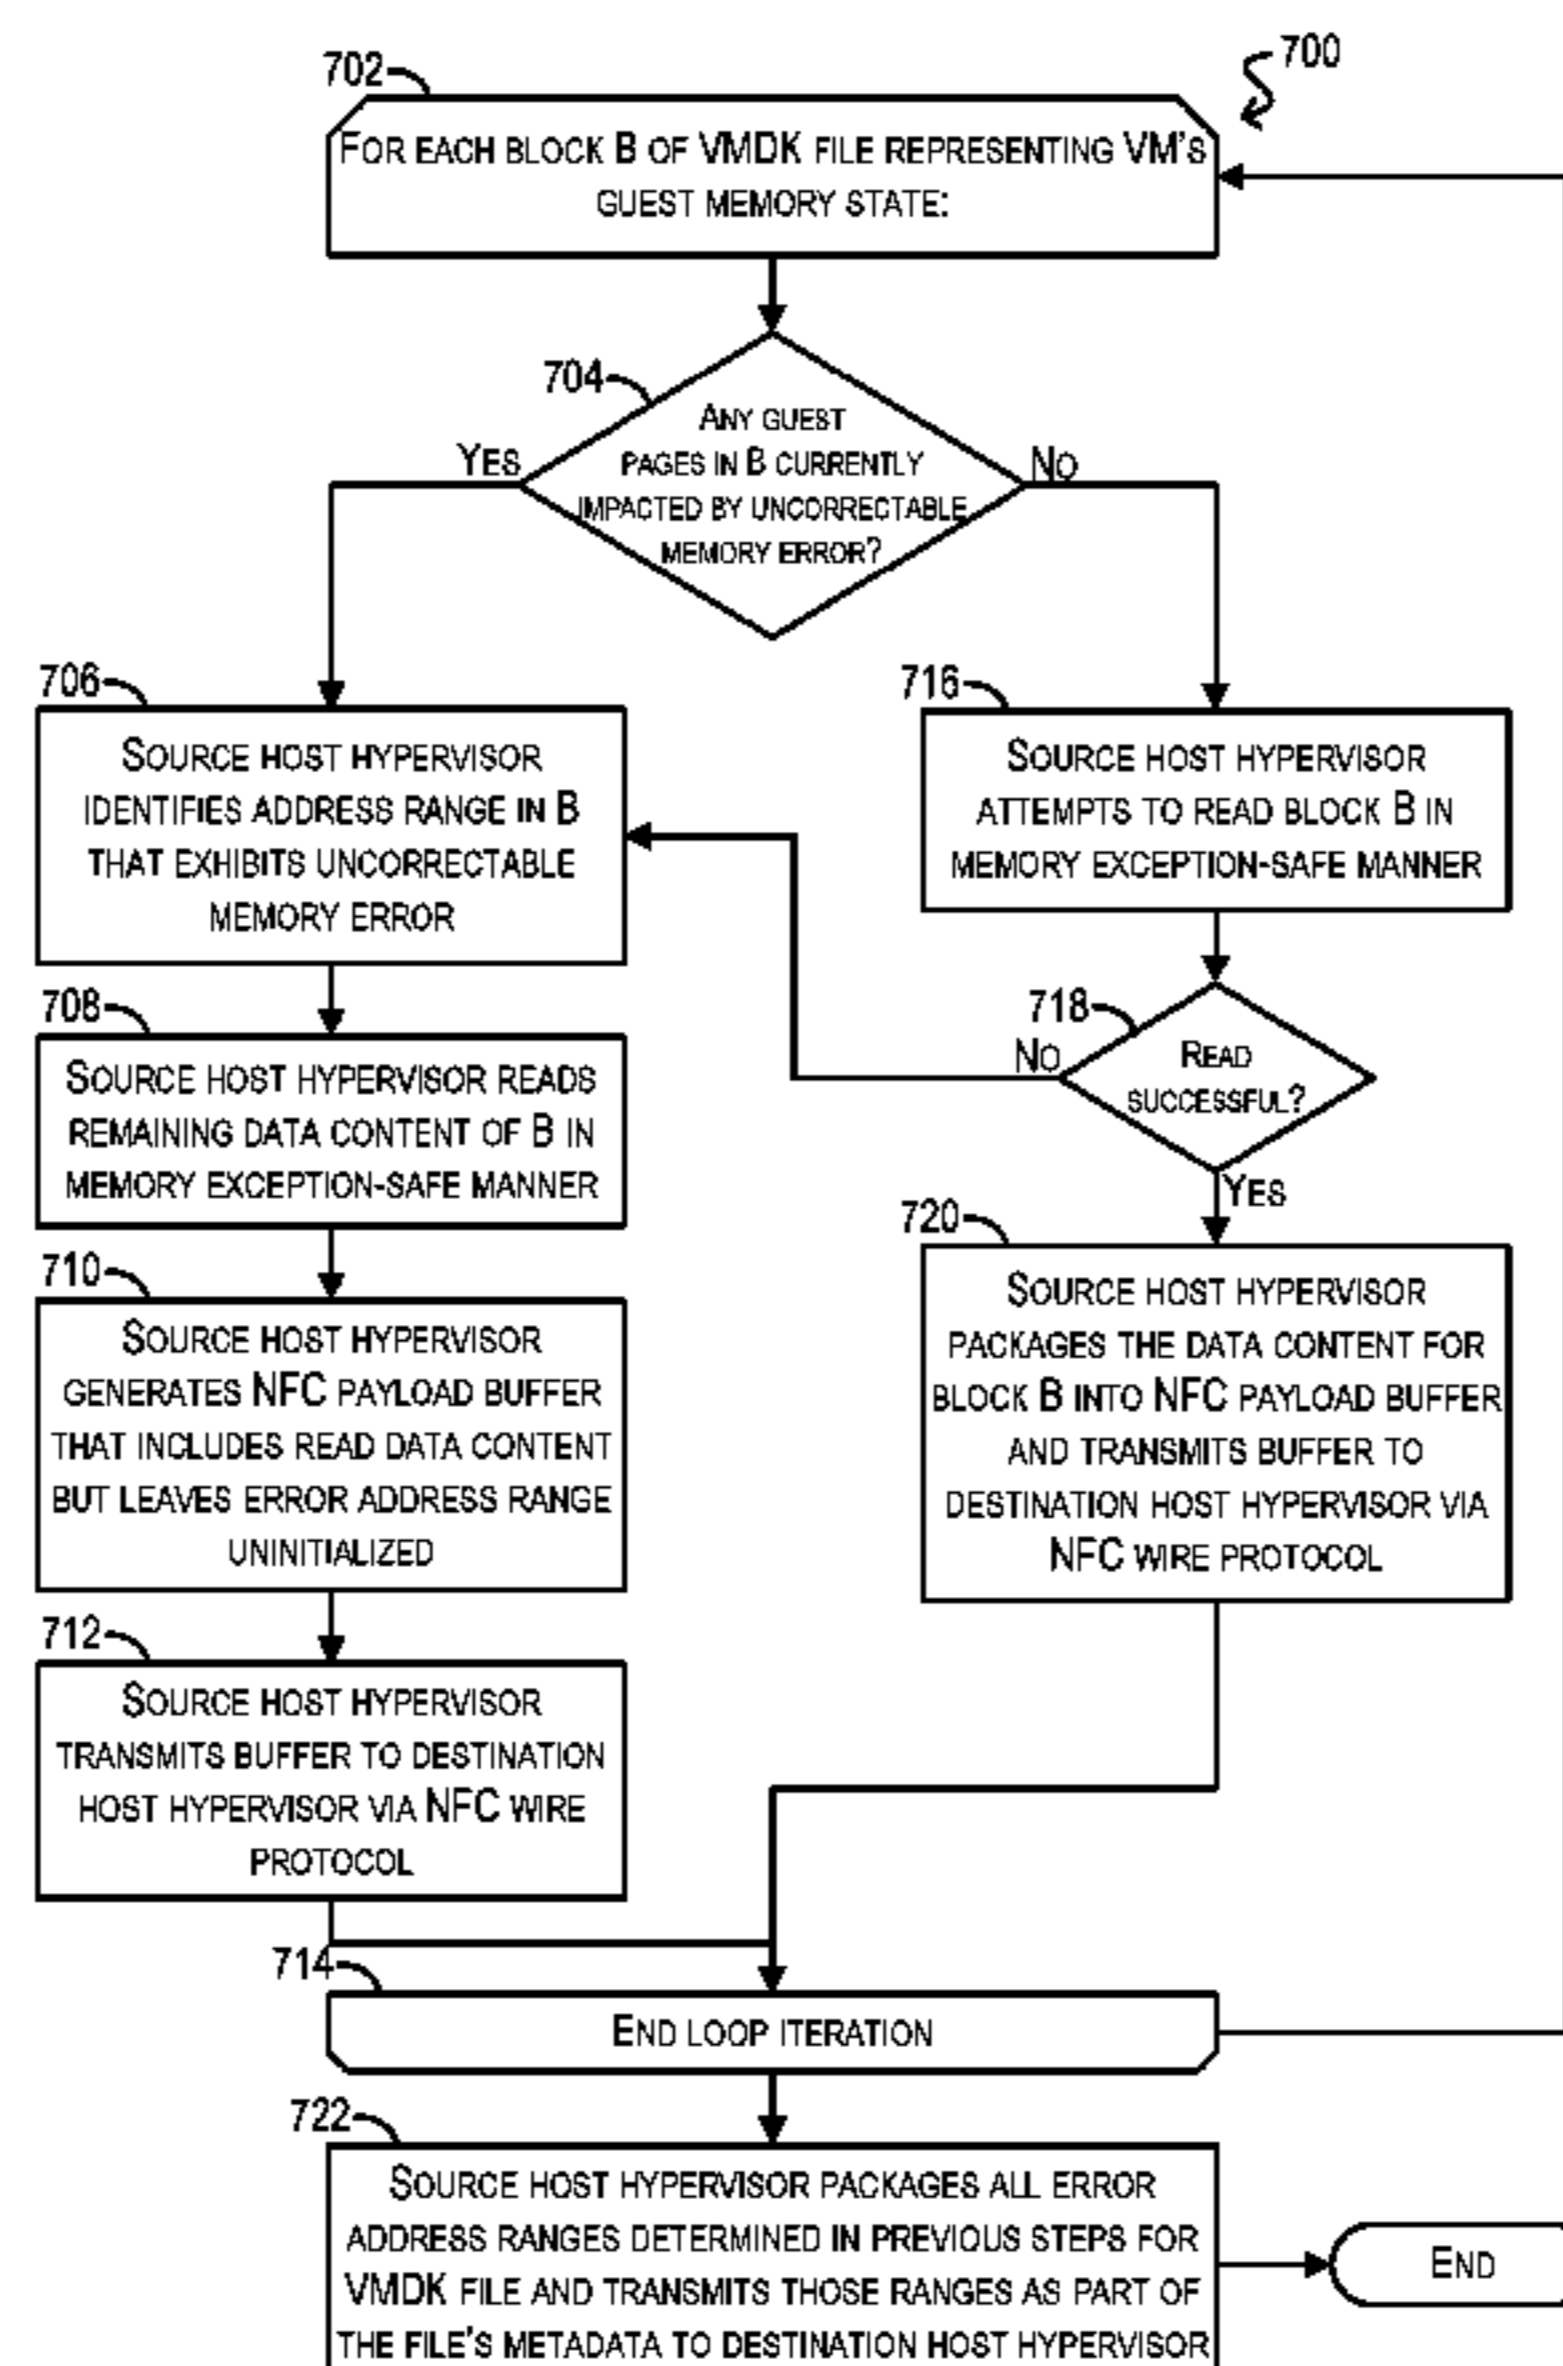 700
702
FOR EACH BLOCK B OF VMDK FILE REPRESENTING VM'S
GUEST MEMORY STATE:
704
ANY GUEST
PAGES IN B CURRENTLY
IMPACTED BY UNCORRECTABLE
MEMORY ERROR?
YES
NO
706
SOURCE HOST HYPERVISOR
IDENTIFIES ADDRESS RANGE IN B
THAT EXHIBITS UNCORRECTABLE
MEMORY ERROR
708
SOURCE HOST HYPERVISOR READS
REMAINING DATA CONTENT OF B IN
MEMORY EXCEPTION-SAFE MANNER
710
SOURCE HOST HYPERVISOR
GENERATES NFC PAYLOAD BUFFER
THAT INCLUDES READ DATA CONTENT
BUT LEAVES ERROR ADDRESS RANGE
UNINITIALIZED
712
SOURCE HOST HYPERVISOR
TRANSMITS BUFFER TO DESTINATION
HOST HYPERVISOR VIA NFC WIRE
PROTOCOL
716
SOURCE HOST HYPERVISOR
ATTEMPTS TO READ BLOCK B IN
MEMORY EXCEPTION-SAFE MANNER
718
READ
SUCCESSFUL?
NO
YES
720
SOURCE HOST HYPERVISOR
PACKAGES THE DATA CONTENT FOR
BLOCK B INTO NFC PAYLOAD BUFFER
AND TRANSMITS BUFFER TO
DESTINATION HOST HYPERVISOR VIA
NFC WIRE PROTOCOL
714
END LOOP ITERATION
722
SOURCE HOST HYPERVISOR PACKAGES ALL ERROR
ADDRESS RANGES DETERMINED IN PREVIOUS STEPS FOR
VMDK FILE AND TRANSMITS THOSE RANGES AS PART OF
THE FILE'S METADATA TO DESTINATION HOST HYPERVISOR
END